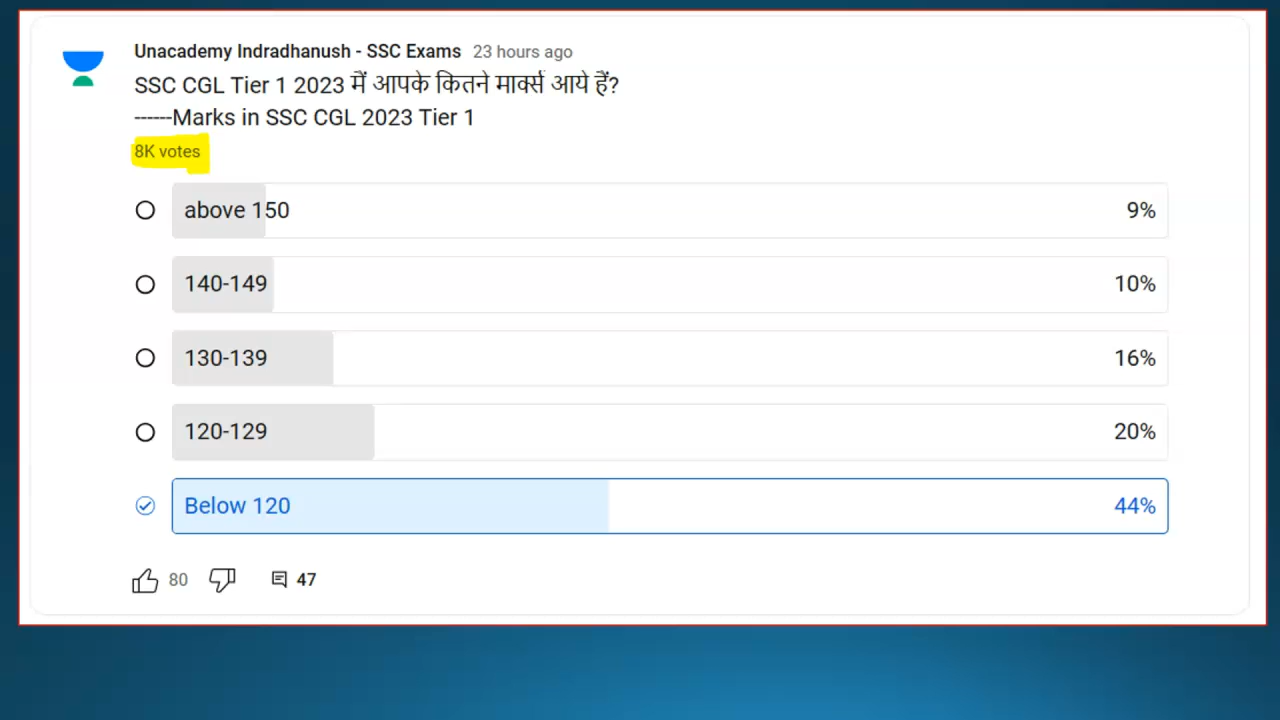 Unacademy Indradhanush - SSC Exams 23 hours ago
SSC CGL Tier 1 2023 मैं आपके कितने मार्क्स आये हैं?
------Marks in SSC CGL 2023 Tier 1
8K votes
above 150 9%
140-149 10%
130-139 16%
120-129 20%
Below 120 44%
80 47